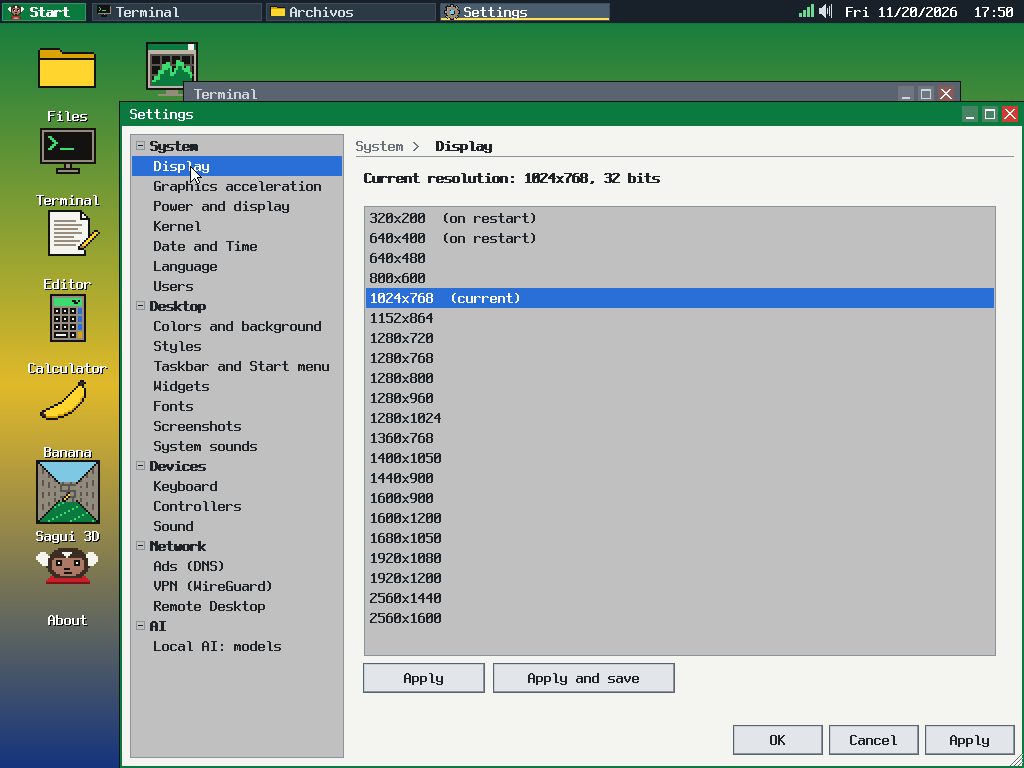 Start
Terminal
Archivos
Settings
Fri 11/20/2026 17:50
Files
Terminal
Editor
Calculator
Banana
Sagui 3D
About
Terminal
Settings
System
Display
Graphics acceleration
Power and display
Kernel
Date and Time
Language
Users
Desktop
Colors and background
Styles
Taskbar and Start menu
Widgets
Fonts
Screenshots
System sounds
Devices
Keyboard
Controllers
Sound
Network
Ads (DNS)
VPN (WireGuard)
Remote Desktop
AI
Local AI: models
System > Display
Current resolution: 1024x768, 32 bits
320x200 (on restart)
640x400 (on restart)
640x480
800x600
1024x768 (current)
1152x864
1280x720
1280x768
1280x800
1280x960
1280x1024
1360x768
1400x1050
1440x900
1600x900
1600x1200
1680x1050
1920x1080
1920x1200
2560x1440
2560x1600
Apply
Apply and save
OK
Cancel
Apply